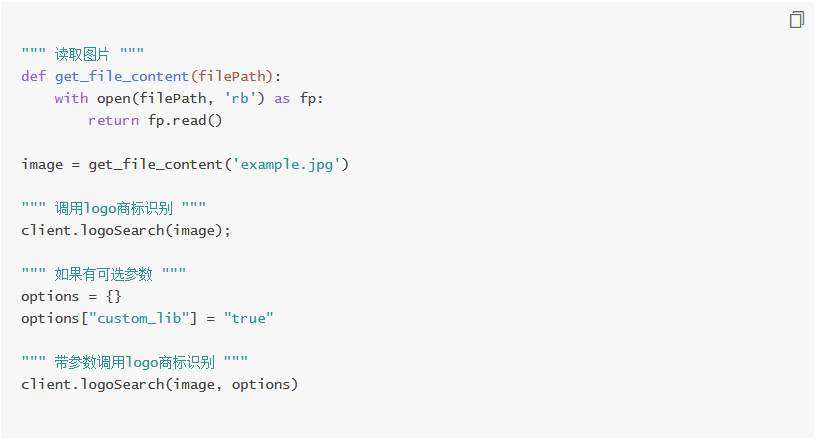 """ 读取图片 """
def get_file_content(filePath):
    with open(filePath, 'rb') as fp:
        return fp.read()
image = get_file_content('example.jpg')
""" 调用logo商标识别 """
client.logoSearch(image);
""" 如果有可选参数 """
options = {}
options["custom_lib"] = "true"
""" 带参数调用logo商标识别 """
client.logoSearch(image, options)